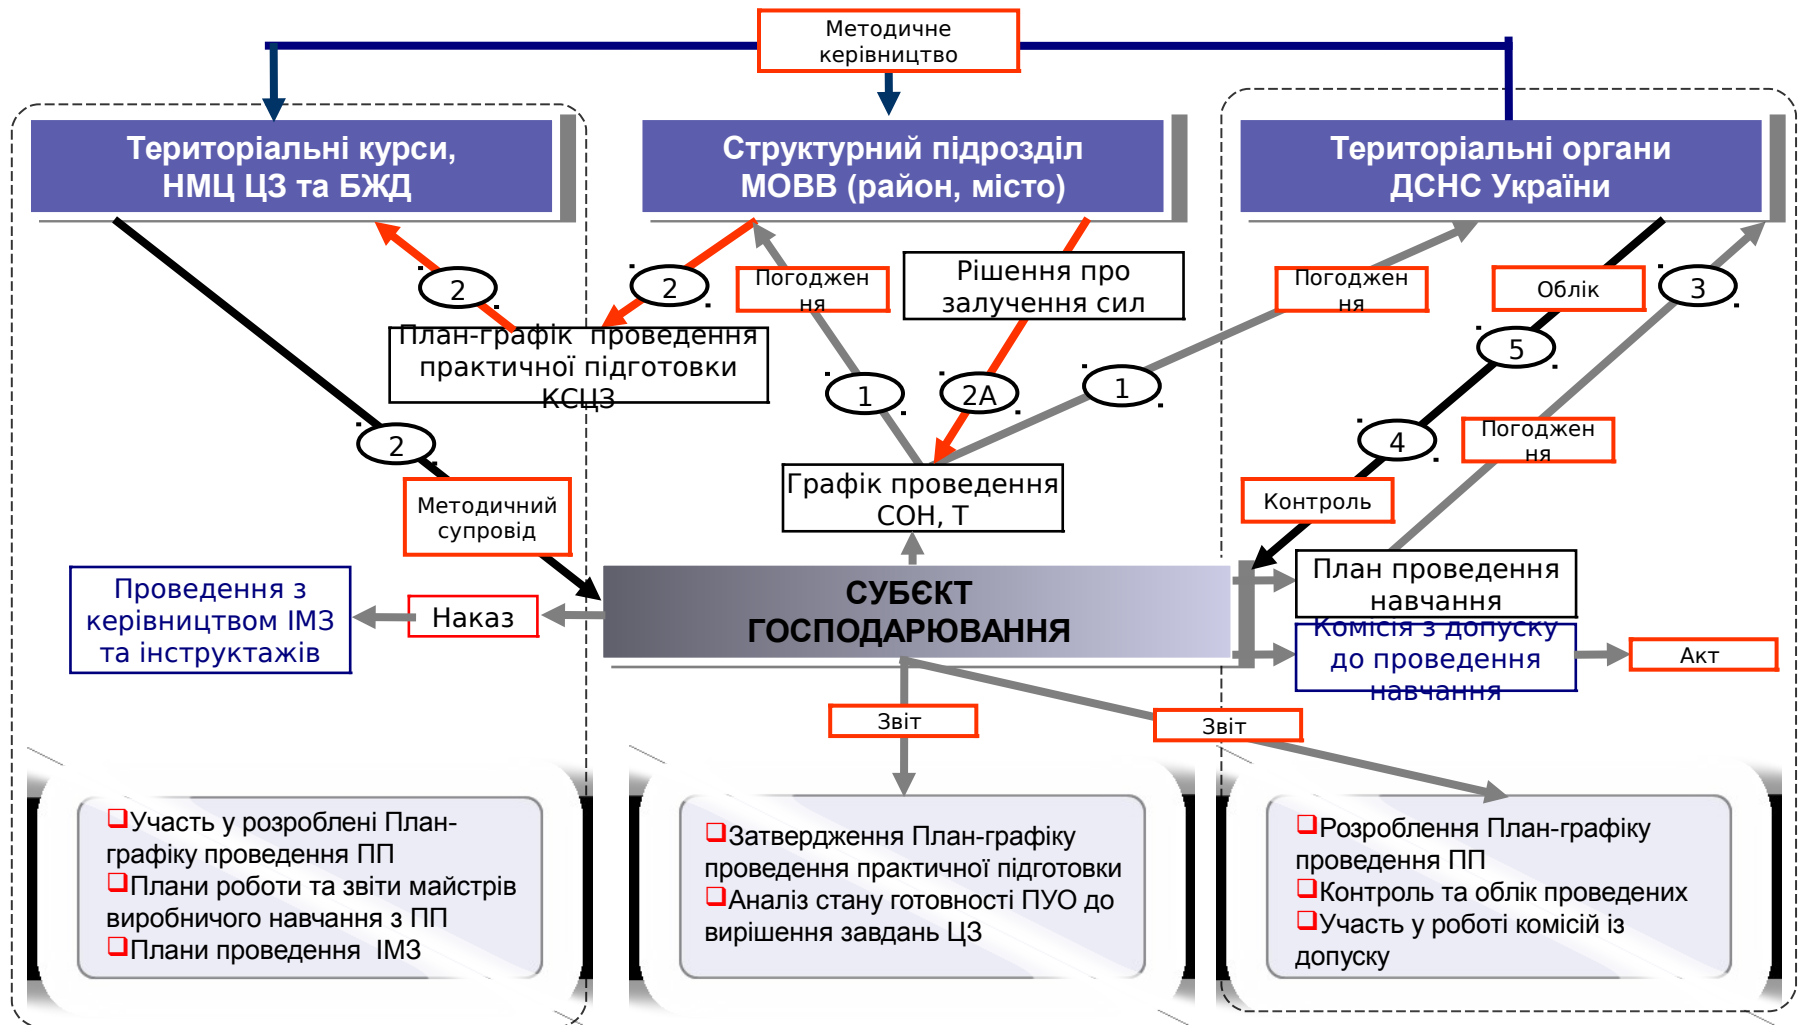 Методичне
керівництво
Територіальні курси,
НМЦ ЦЗ та БЖД
Структурний підрозділ
МОВВ (район, місто)
Територіальні органи
ДСНС України
2
2
Погоджен
ня
Рішення про
залучення сил
Погоджен
ня
Облік
3
План-графік проведення
практичної підготовки
КСЦЗ
1
2А
1
5
2
4
Погоджен
ня
Методичний
супровід
Графік проведення
СОН, Т
Контроль
Проведення з
керівництвом ІМЗ
та інструктажів
Наказ
СУБЄКТ
ГОСПОДАРЮВАННЯ
План проведення
навчання
Комісія з допуску
до проведення
навчання
Акт
Звіт
Звіт
Участь у розроблені План-
графіку проведення ПП
Плани роботи та звіти майстрів
виробничого навчання з ПП
Плани проведення ІМЗ
Затвердження План-графіку
проведення практичної підготовки
Аналіз стану готовності ПУО до
вирішення завдань ЦЗ
Розроблення План-графіку
проведення ПП
Контроль та облік проведених
Участь у роботі комісій із
допуску